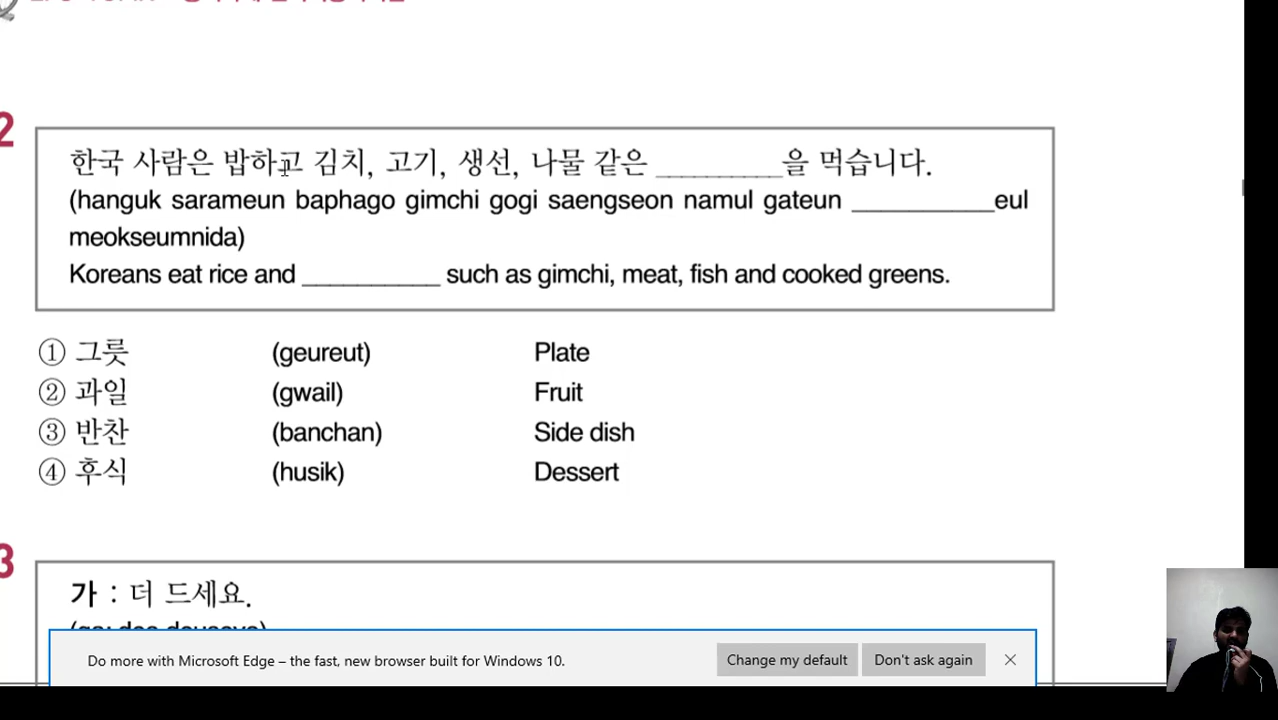 2
한국 사람은 밥하고 김치, 고기, 생선, 나물 같은 __________을 먹습니다.
(hanguk sarameun baphago gimchi gogi saengseon namul gateun __________eul
meokseumnida)
Koreans eat rice and __________ such as gimchi, meat, fish and cooked greens.
① 그릇 (geureut) Plate
② 과일 (gwail) Fruit
③ 반찬 (banchan) Side dish
④ 후식 (husik) Dessert
3
가 : 더 드세요.
Do more with Microsoft Edge – the fast, new browser built for Windows 10. Change my default Don't ask again